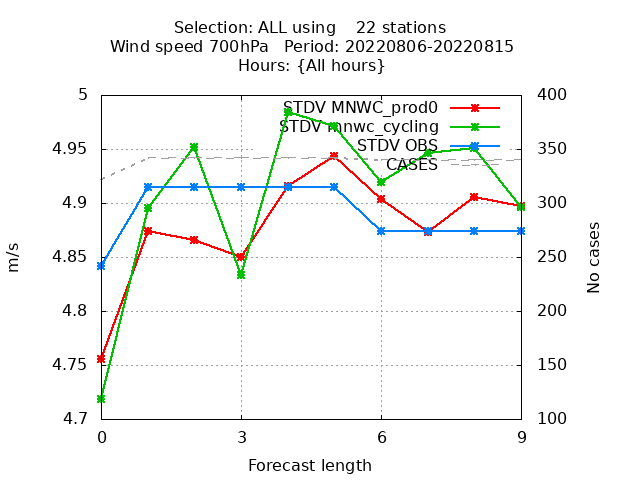 Selection: ALL using    22 stations
Wind speed 700hPa   Period: 20220806-20220815
Hours: {All hours}
5
4.95
4.9
4.85
4.8
4.75
4.7
400
350
300
250
200
150
100
STDV MNWC_prod0
STDV mnwc_cycling
STDV OBS
CASES
m/s
No cases
0
3
6
9
Forecast length